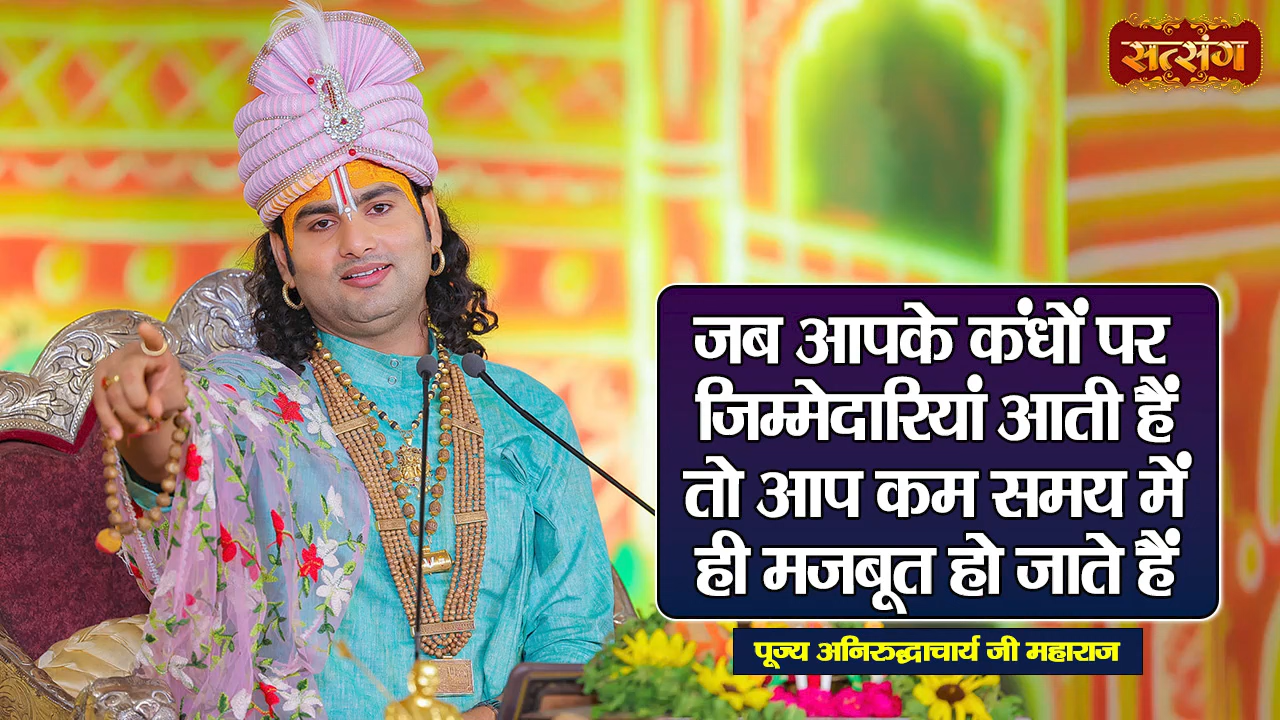 सत्संग
जब आपके कंधों पर
जिम्मेदारियां आती हैं
तो आप कम समय में
ही मजबूत हो जाते हैं
पूज्य अनिरुद्धाचार्य जी महाराज